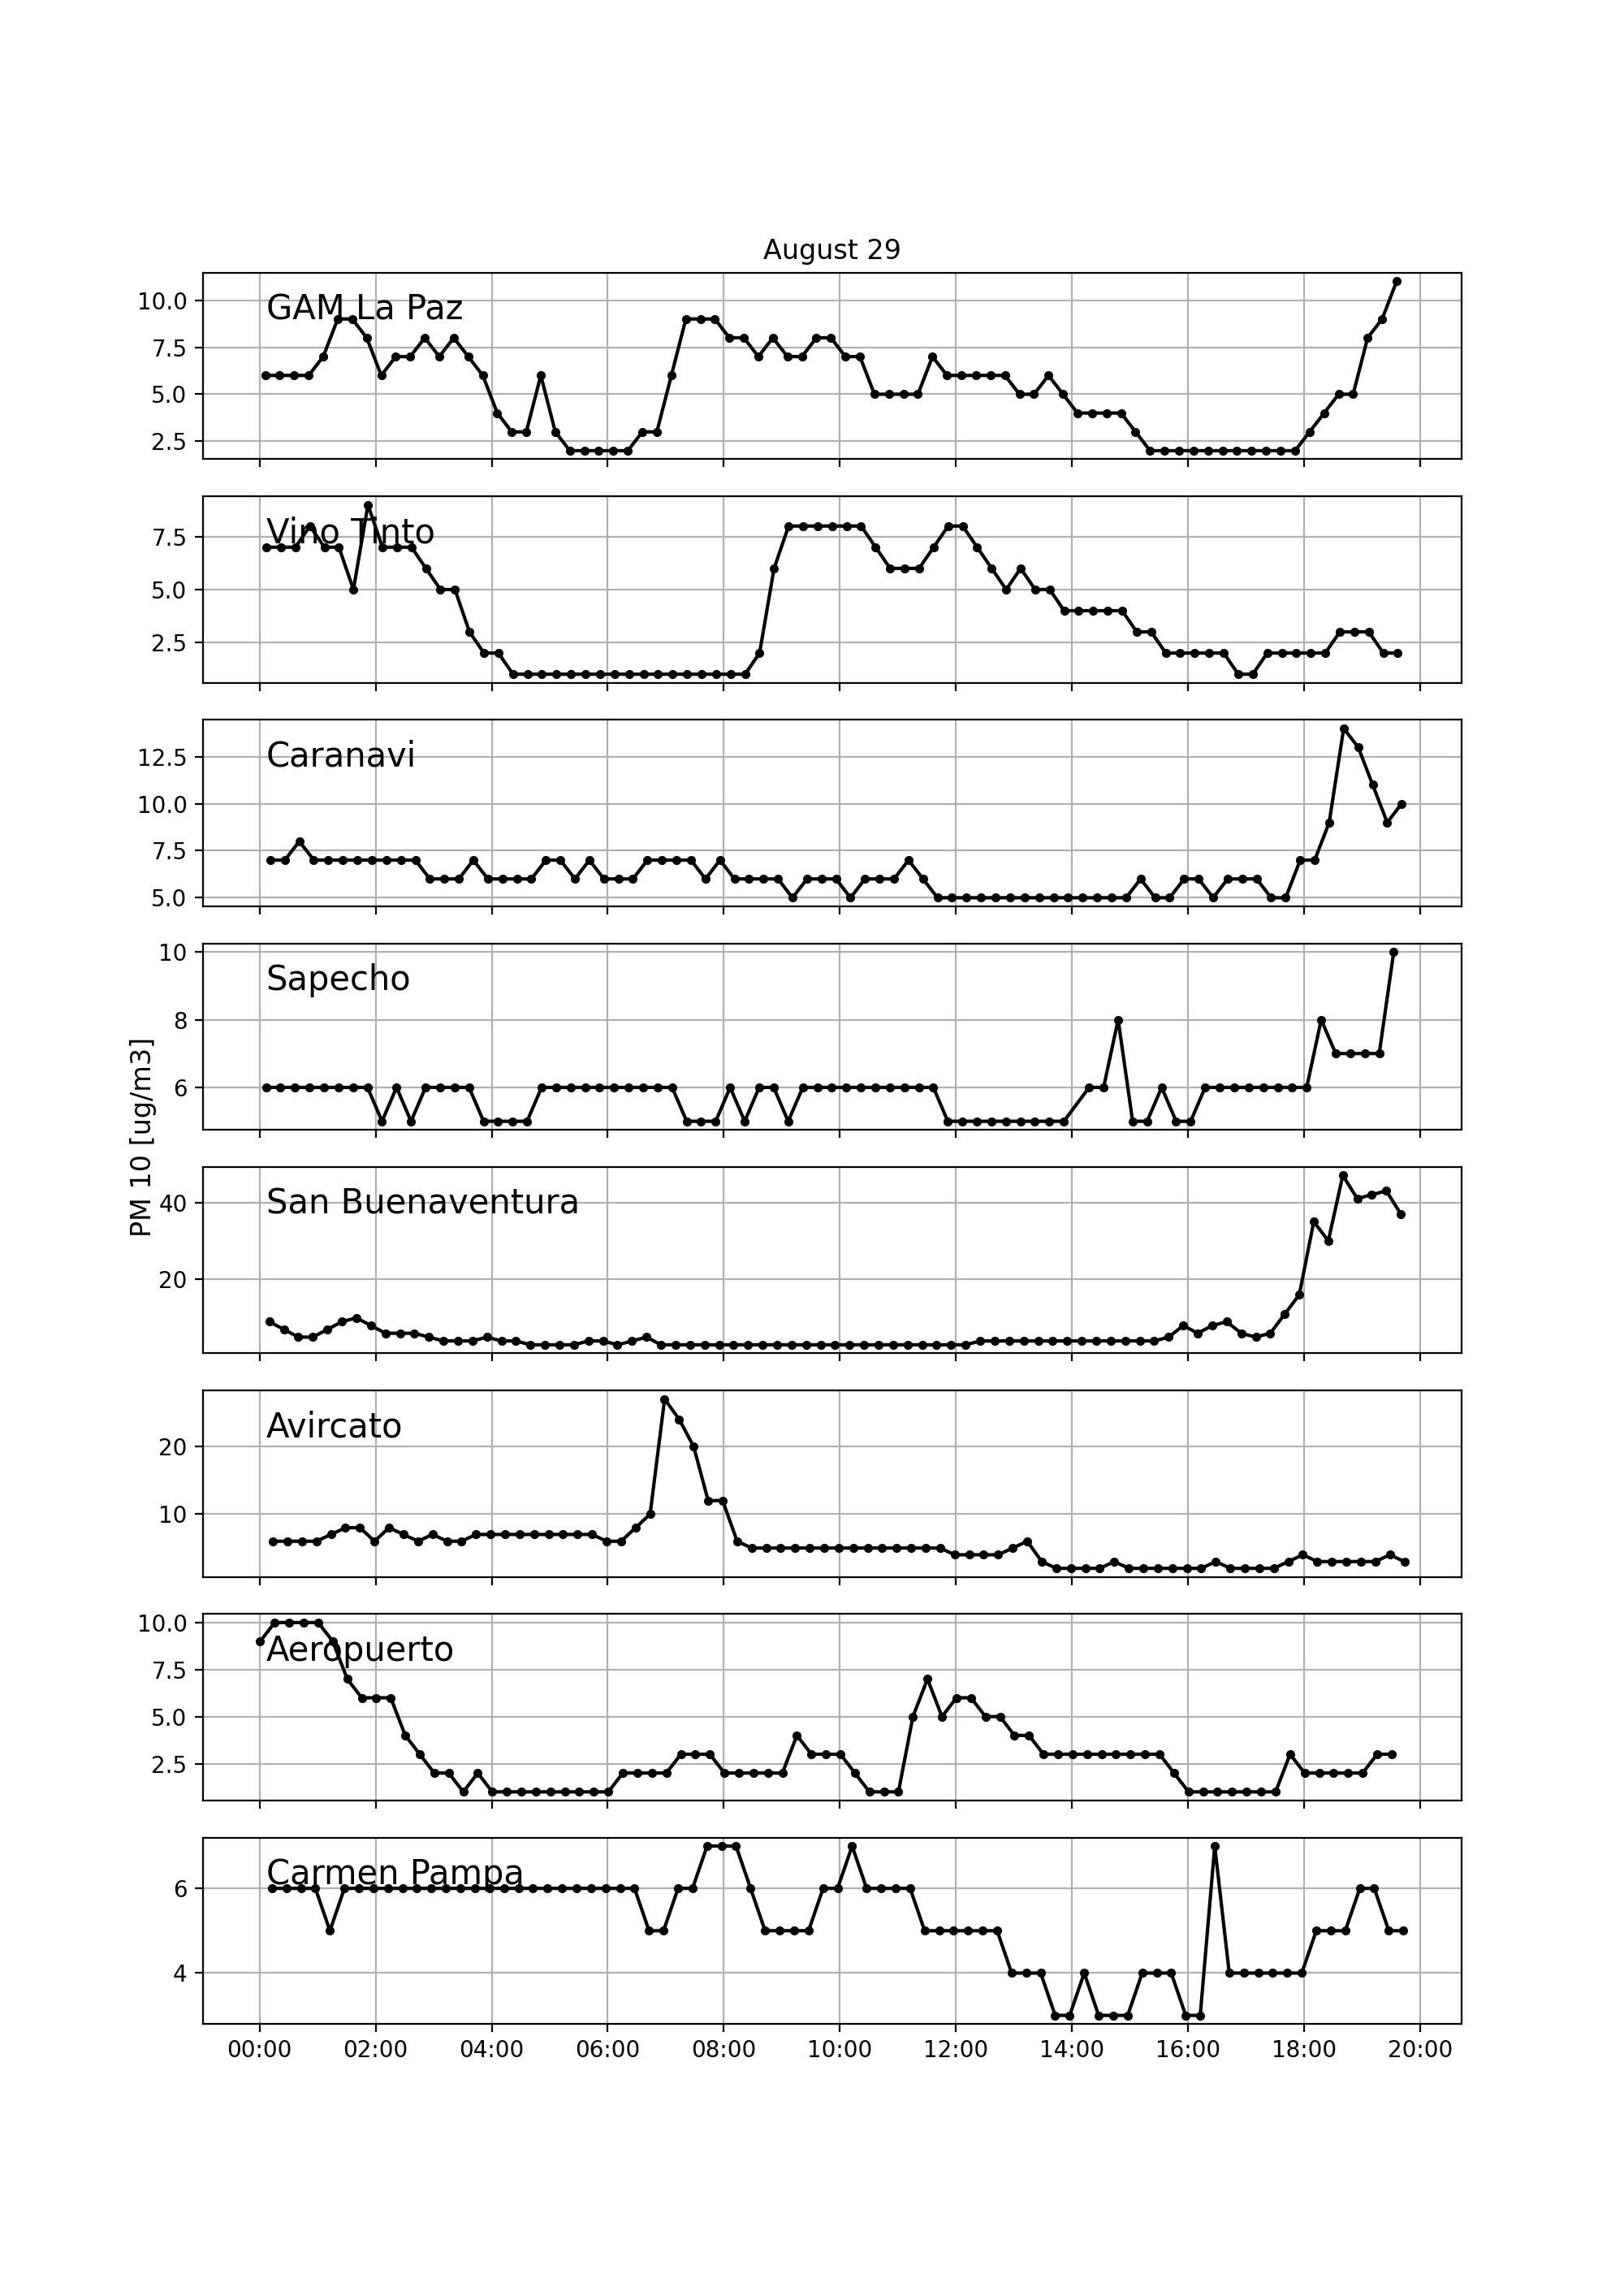 August 29
PM 10 [ug/m3]
GAM La Paz
10.0
7.5
5.0
2.5
Vino Tinto
7.5
5.0
2.5
Caranavi
12.5
10.0
7.5
5.0
Sapecho
10
8
6
San Buenaventura
40
20
Avircato
20
10
Aeropuerto
10.0
7.5
5.0
2.5
Carmen Pampa
6
4
00:00 02:00 04:00 06:00 08:00 10:00 12:00 14:00 16:00 18:00 20:00